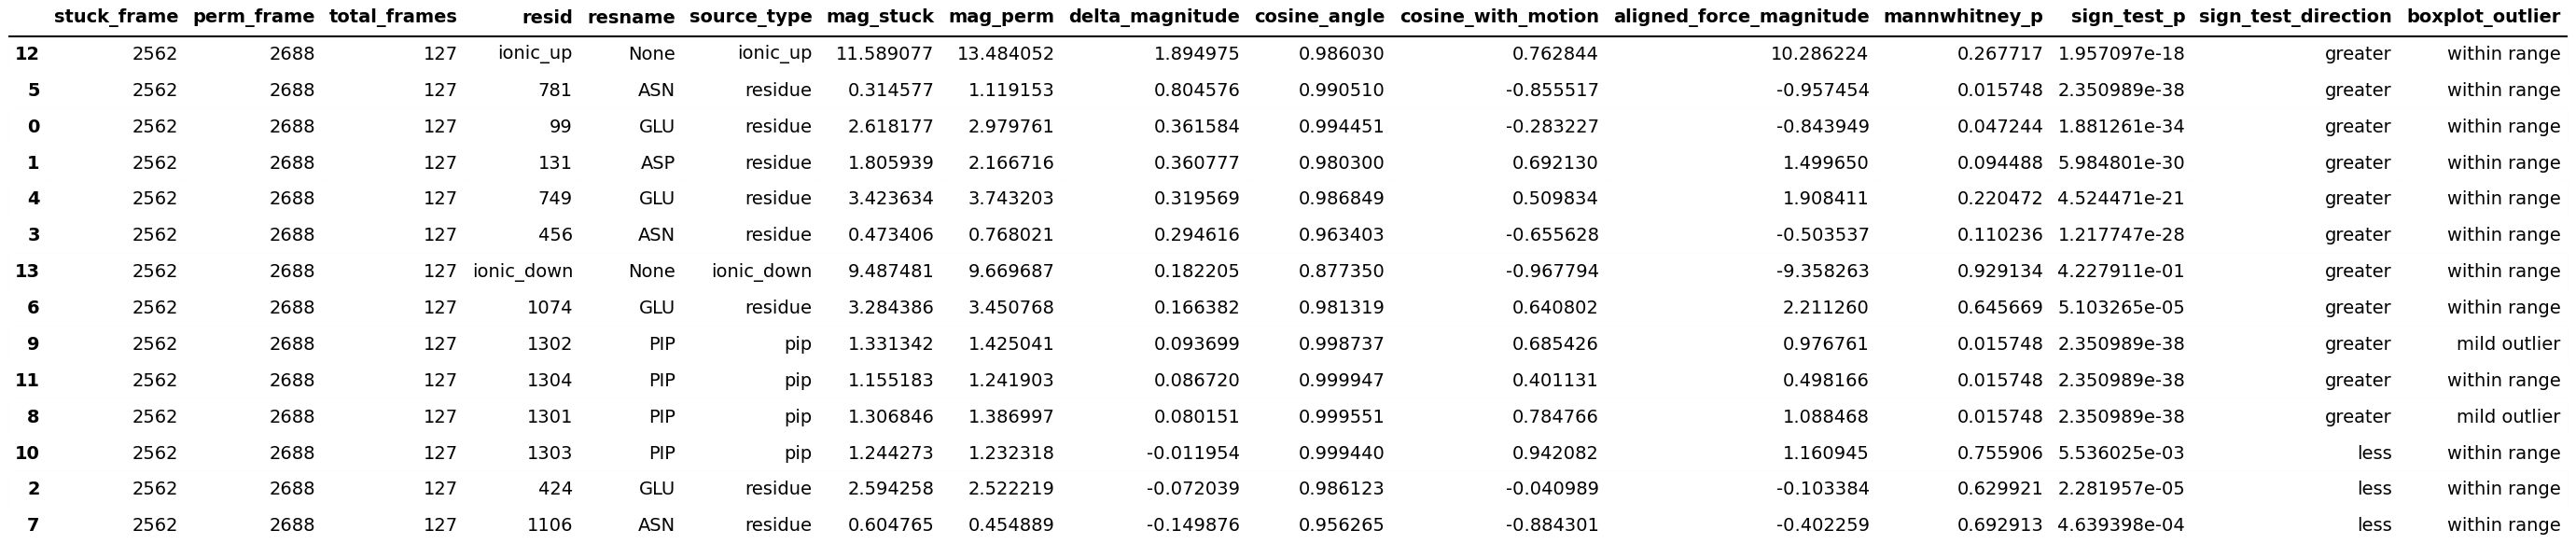 stuck_frame perm_frame total_frames resid resname source_type mag_stuck mag_perm delta_magnitude cosine_angle cosine_with_motion aligned_force_magnitude mannwhitney_p sign_test_p sign_test_direction boxplot_outlier
12 2562 2688 127 ionic_up None ionic_up 11.589077 13.484052 1.894975 0.986030 0.762844 10.286224 0.267717 1.957097e-18 greater within range
5 2562 2688 127 781 ASN residue 0.314577 1.119153 0.804576 0.990510 -0.855517 -0.957454 0.015748 2.350989e-38 greater within range
0 2562 2688 127 99 GLU residue 2.618177 2.979761 0.361584 0.994451 -0.283227 -0.843949 0.047244 1.881261e-34 greater within range
1 2562 2688 127 131 ASP residue 1.805939 2.166716 0.360777 0.980300 0.692130 1.499650 0.094488 5.984801e-30 greater within range
4 2562 2688 127 749 GLU residue 3.423634 3.743203 0.319569 0.986849 0.509834 1.908411 0.220472 4.524471e-21 greater within range
3 2562 2688 127 456 ASN residue 0.473406 0.768021 0.294616 0.963403 -0.655628 -0.503537 0.110236 1.217747e-28 greater within range
13 2562 2688 127 ionic_down None ionic_down 9.487481 9.669687 0.182205 0.877350 -0.967794 -9.358263 0.929134 4.227911e-01 greater within range
6 2562 2688 127 1074 GLU residue 3.284386 3.450768 0.166382 0.981319 0.640802 2.211260 0.645669 5.103265e-05 greater within range
9 2562 2688 127 1302 PIP pip 1.331342 1.425041 0.093699 0.998737 0.685426 0.976761 0.015748 2.350989e-38 greater mild outlier
11 2562 2688 127 1304 PIP pip 1.155183 1.241903 0.086720 0.999947 0.401131 0.498166 0.015748 2.350989e-38 greater within range
8 2562 2688 127 1301 PIP pip 1.306846 1.386997 0.080151 0.999551 0.784766 1.088468 0.015748 2.350989e-38 greater mild outlier
10 2562 2688 127 1303 PIP pip 1.244273 1.232318 -0.011954 0.999440 0.942082 1.160945 0.755906 5.536025e-03 less within range
2 2562 2688 127 424 GLU residue 2.594258 2.522219 -0.072039 0.986123 -0.040989 -0.103384 0.629921 2.281957e-05 less within range
7 2562 2688 127 1106 ASN residue 0.604765 0.454889 -0.149876 0.956265 -0.884301 -0.402259 0.692913 4.639398e-04 less within range